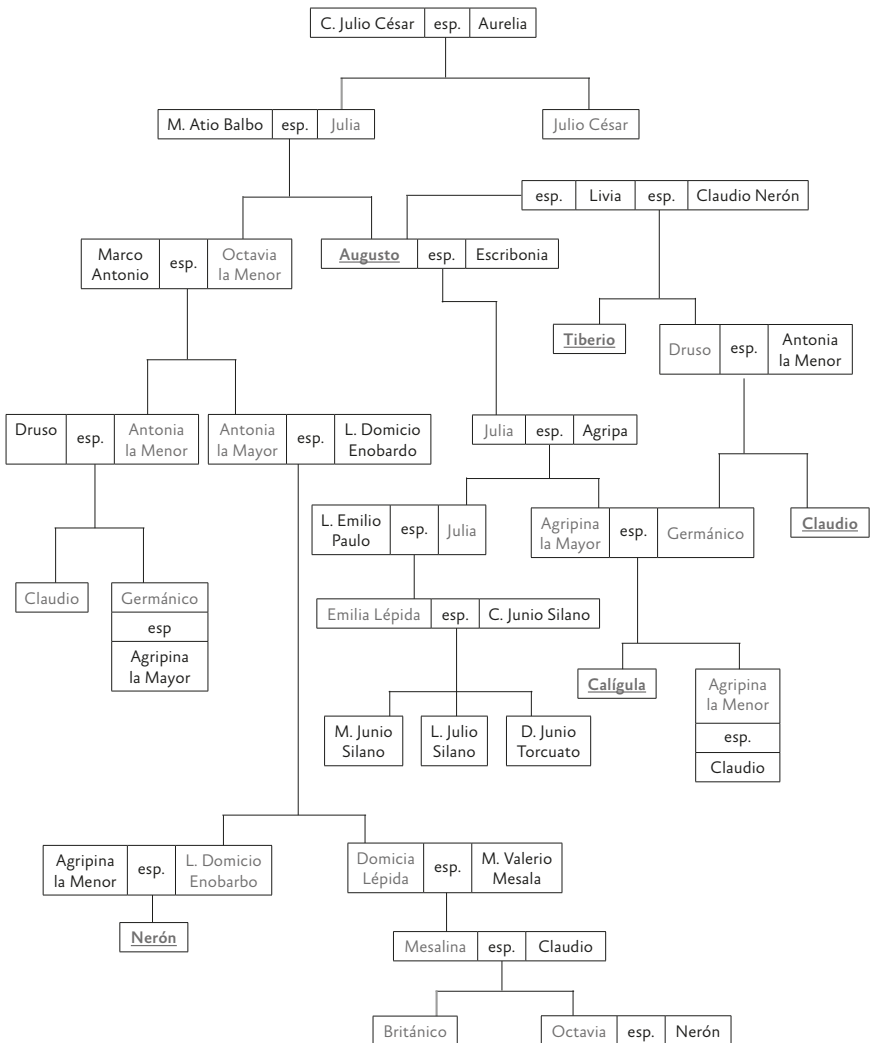 C. Julio César esp. Aurelia
M. Atio Balbo esp. Julia
Julio César
esp. Livia esp. Claudio Nerón
Marco
Antonio
esp.
Octavia
la Menor
Augusto esp. Escribonia
Tiberio
Druso esp.
Antonia
la Menor
Druso
esp.
Antonia
la Menor
Antonia
la Mayor
esp.
L. Domicio
Enobardo
Julia esp. Agripa
L. Emilio
Paulo
esp. Julia
Agripina
la Mayor
esp. Germánico
Claudio
Claudio
Germánico
esp
Agripina
la Mayor
Emilia Lépida esp. C. Junio Silano
Calígula
Agripina
la Menor
esp.
Claudio
M. Junio
Silano
L. Julio
Silano
D. Junio
Torcuato
Agripina
la Menor
esp.
L. Domicio
Enobarbo
Domicia
Lépida
esp.
M. Valerio
Mesala
Nerón
Mesalina esp. Claudio
Británico
Octavia esp. Nerón